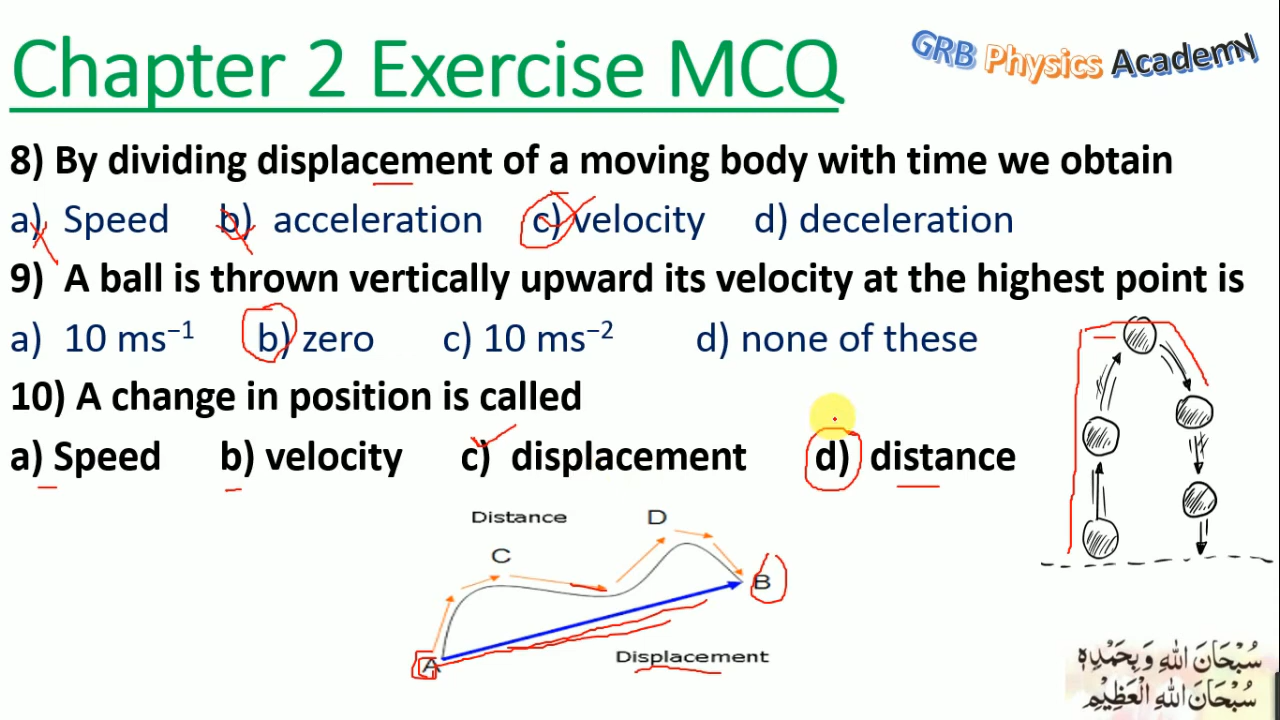 Chapter 2 Exercise MCQ
GRB Physics Academy
8) By dividing displacement of a moving body with time we obtain
a) Speed b) acceleration c) velocity d) deceleration
9) A ball is thrown vertically upward its velocity at the highest point is
a) 10 ms⁻¹ b) zero c) 10 ms⁻² d) none of these
10) A change in position is called
a) Speed b) velocity c) displacement d) distance
Distance
D
C
B
A
Displacement
سُبْحَانَ اللهِ وَ بِحَمْدِهٖ
سُبْحَانَ اللهِ الْعَظِيْمِ